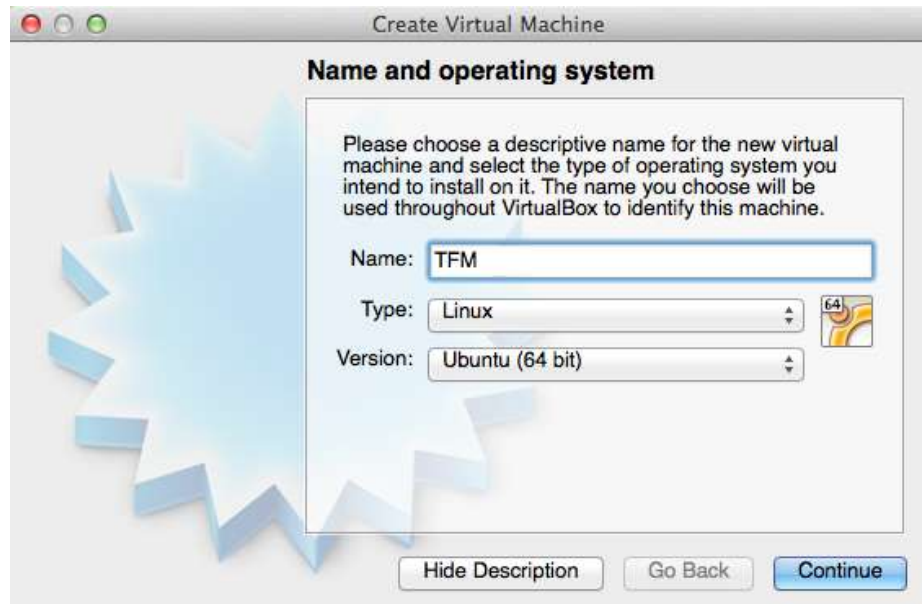 Create Virtual Machine
Name and operating system
Please choose a descriptive name for the new virtual
machine and select the type of operating system you
intend to install on it. The name you choose will be
used throughout VirtualBox to identify this machine.
Name: TFM
Type: Linux
64
Version: Ubuntu (64 bit)
Hide Description Go Back Continue